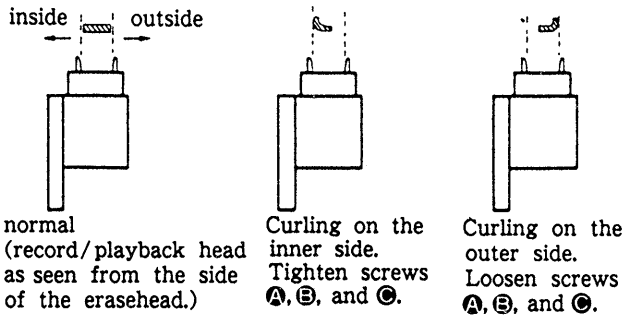 inside outside
normal
(record/playback head
as seen from the side
of the erasehead.)
Curling on the
inner side.
Tighten screws
Ⓐ, Ⓑ, and Ⓒ.
Curling on the
outer side.
Loosen screws
Ⓐ, Ⓑ, and Ⓒ.